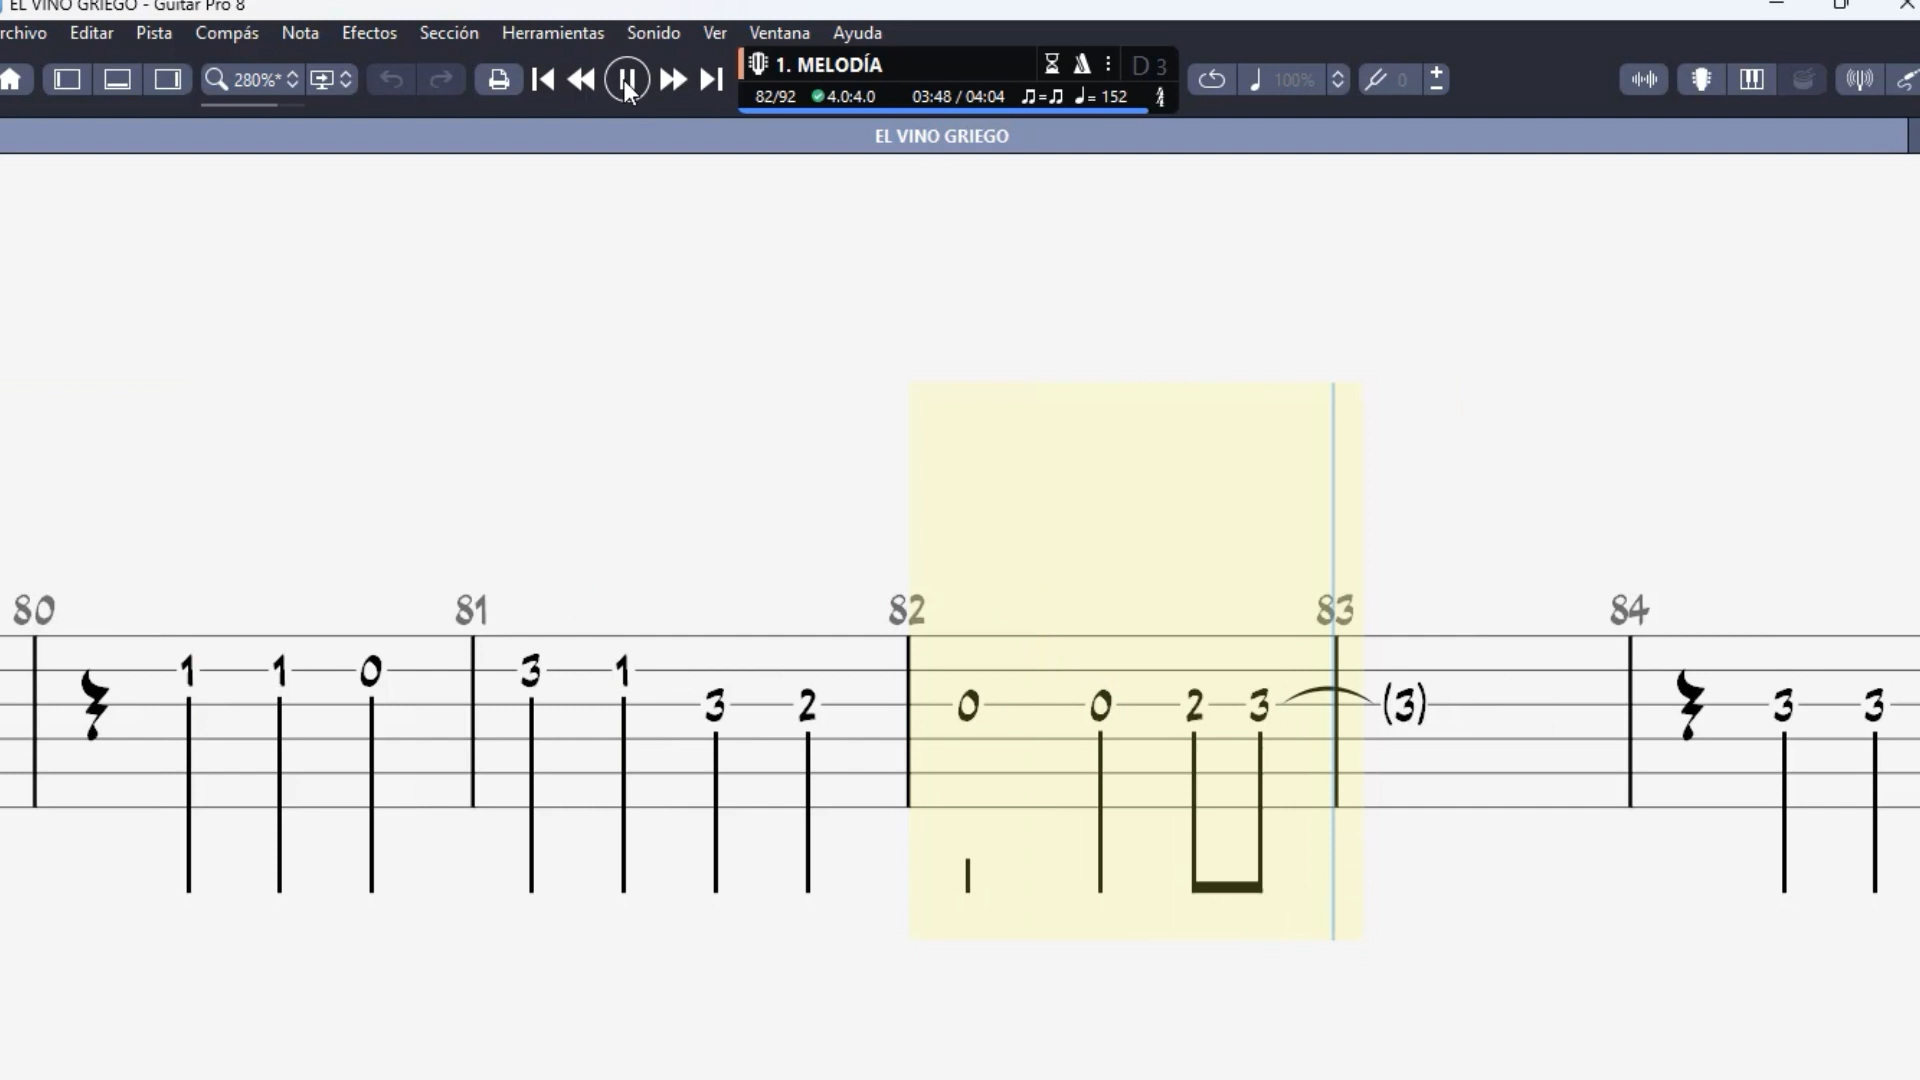 EL VINO GRIEGO - Guitar Pro 8
rchivo Editar Pista Compás Nota Efectos Sección Herramientas Sonido Ver Ventana Ayuda
280%* 1. MELODÍA D 3 100% 0
82/92 4.0:4.0 03:48 / 04:04 ♫=♫ ♩= 152
EL VINO GRIEGO
80 81 82 83 84
1 1 0 3 1
3 2 0 0 2 3 (3) 3 3